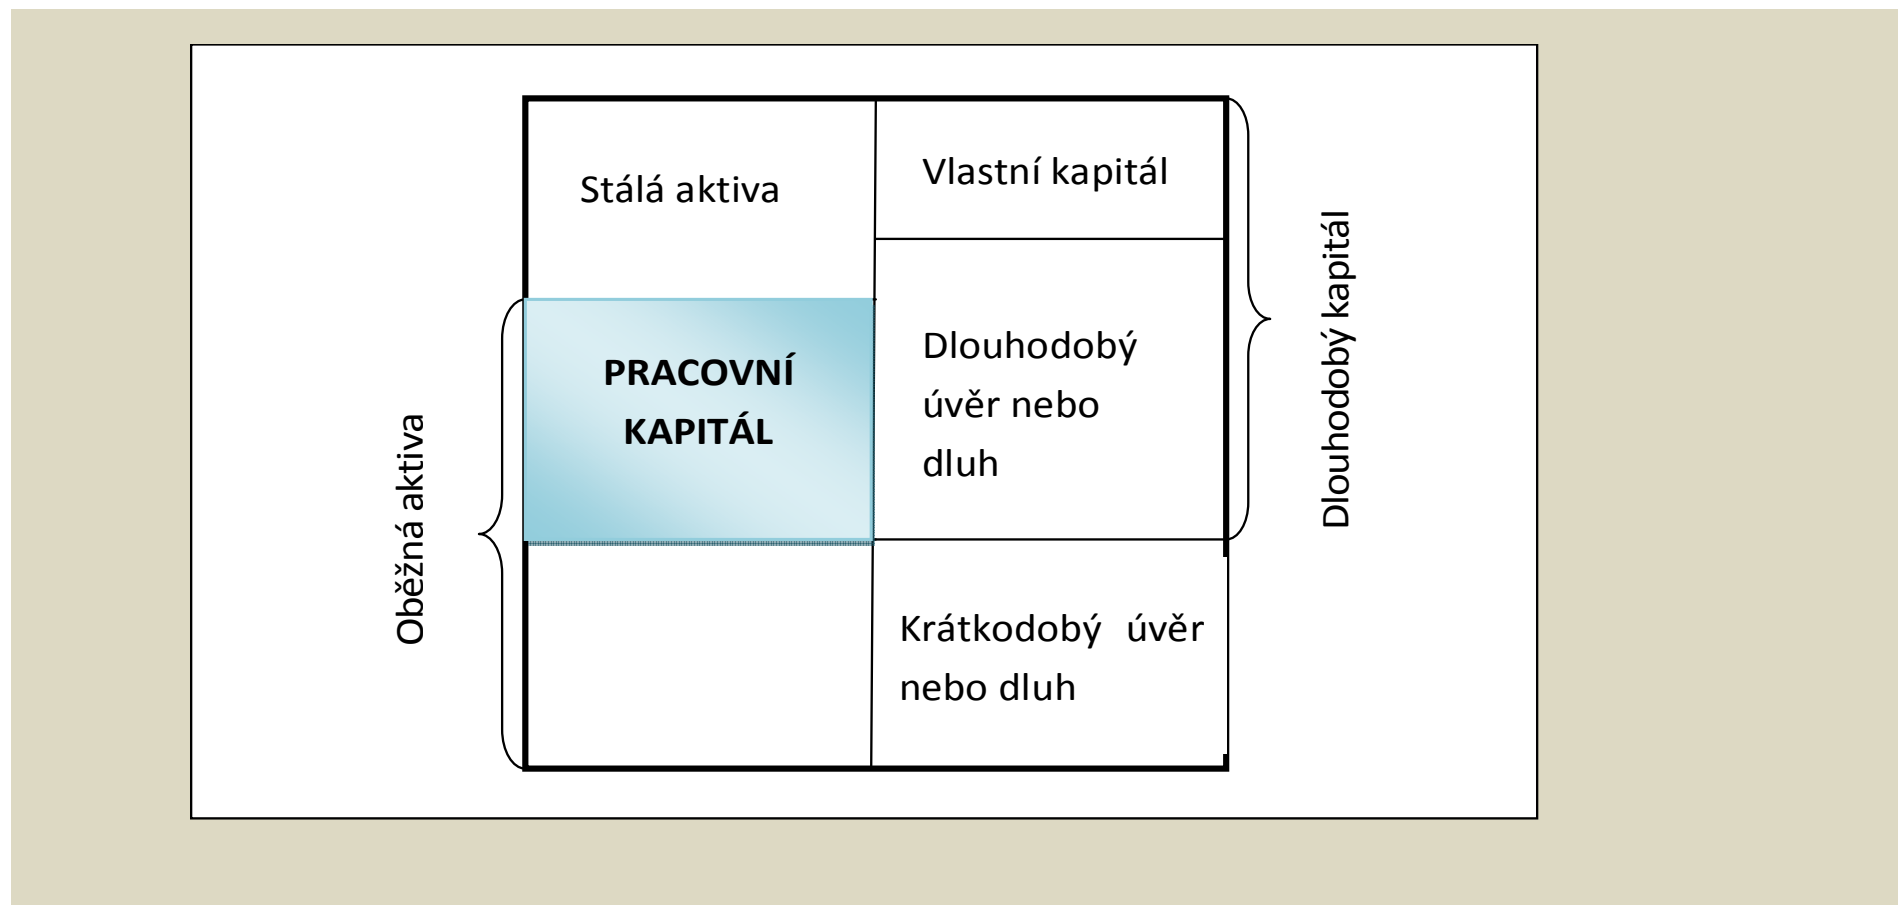 Stálá aktiva
Vlastní kapitál
PRACOVNÍ
KAPITÁL
Dlouhodobý
úvěr nebo
dluh
Krátkodobý úvěr
nebo dluh
Oběžná aktiva
Dlouhodobý kapitál